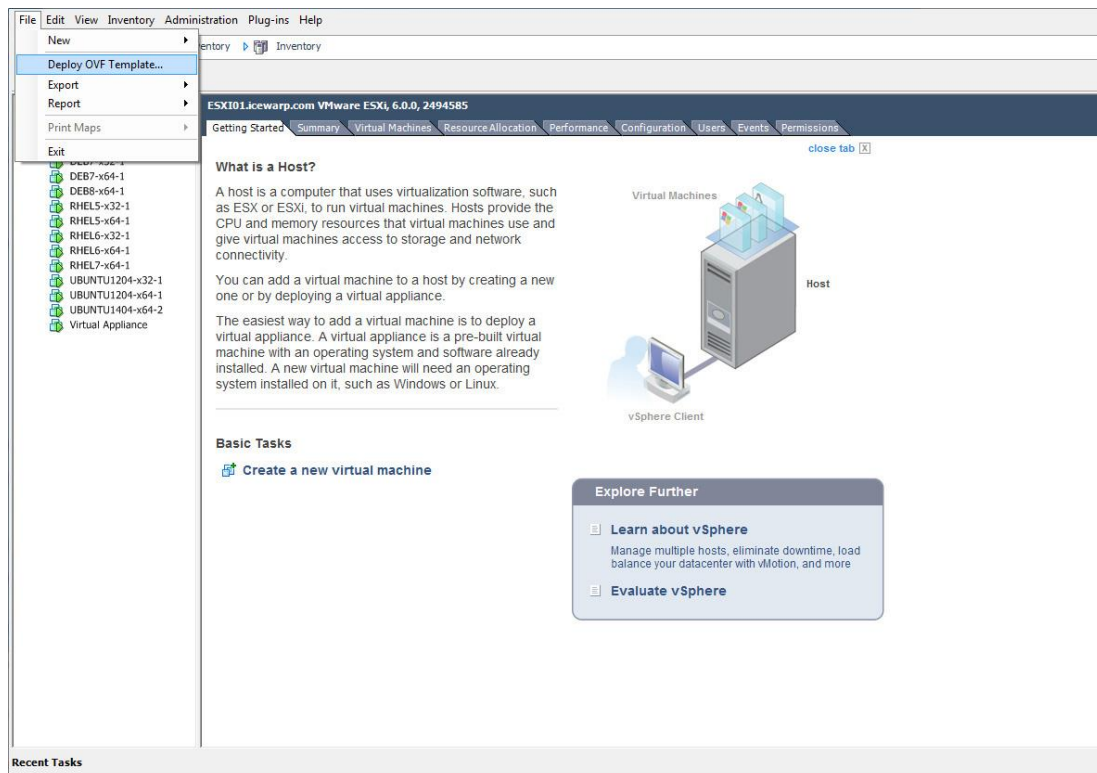 File Edit View Inventory Administration Plug-ins Help
New
entory Inventory
Deploy OVF Template...
Export
Report
Print Maps
Exit
ESXI01.icewarp.com VMware ESXi, 6.0.0, 2494585
Getting Started Summary Virtual Machines Resource Allocation Performance Configuration Users Events Permissions
close tab X
DEB7-x32-1
DEB7-x64-1
DEB8-x64-1
RHEL5-x32-1
RHEL5-x64-1
RHEL6-x32-1
RHEL6-x64-1
RHEL7-x64-1
UBUNTU1204-x32-1
UBUNTU1204-x64-1
UBUNTU1404-x64-2
Virtual Appliance
What is a Host?
A host is a computer that uses virtualization software, such
as ESX or ESXi, to run virtual machines. Hosts provide the
CPU and memory resources that virtual machines use and
give virtual machines access to storage and network
connectivity.
You can add a virtual machine to a host by creating a new
one or by deploying a virtual appliance.
The easiest way to add a virtual machine is to deploy a
virtual appliance. A virtual appliance is a pre-built virtual
machine with an operating system and software already
installed. A new virtual machine will need an operating
system installed on it, such as Windows or Linux.
Virtual Machines
Host
vSphere Client
Basic Tasks
Create a new virtual machine
Explore Further
Learn about vSphere
Manage multiple hosts, eliminate downtime, load
balance your datacenter with vMotion, and more
Evaluate vSphere
Recent Tasks